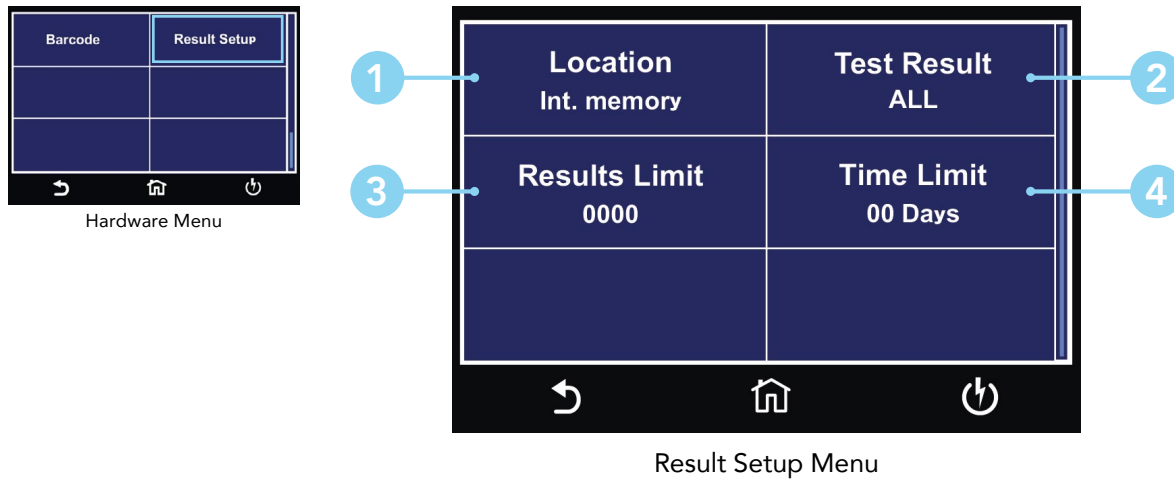 Barcode
Result Setup
Hardware Menu
1
Location
Int. memory
Test Result
ALL
2
3
Results Limit
0000
Time Limit
00 Days
4
Result Setup Menu